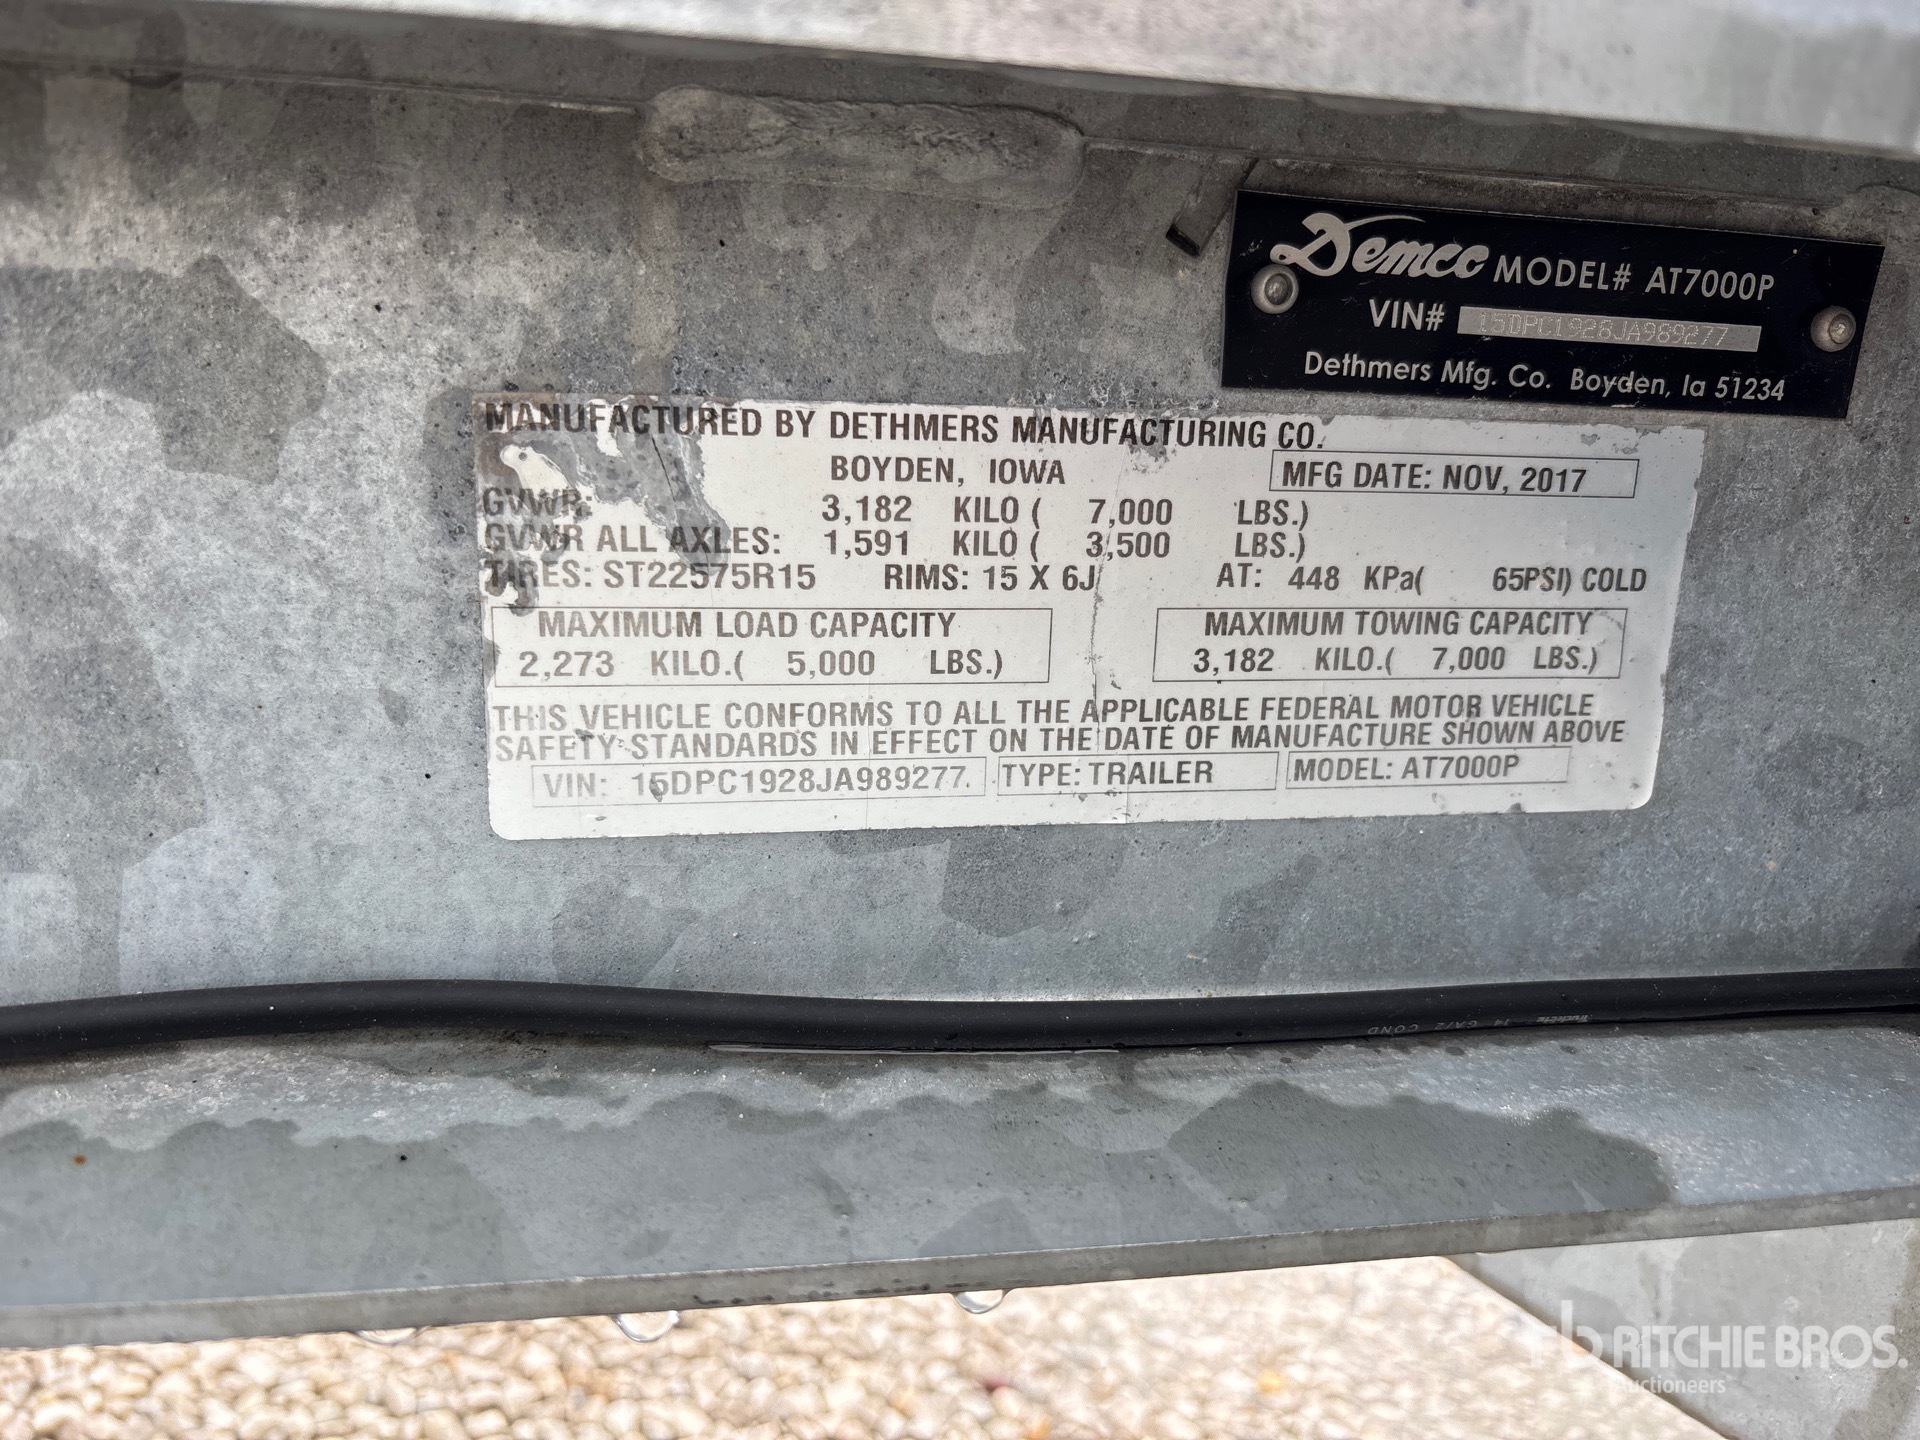 Demco MODEL# AT7000P
VIN# 15DPC1928JA989277
Dethmers Mfg. Co. Boyden, Ia 51234
MANUFACTURED BY DETHMERS MANUFACTURING CO.
BOYDEN, IOWA MFG DATE: NOV, 2017
GVWR: 3,182 KILO ( 7,000 LBS.)
GVWR ALL AXLES: 1,591 KILO ( 3,500 LBS.)
TIRES: ST22575R15 RIMS: 15 X 6J AT: 448 KPa( 65PSI) COLD
MAXIMUM LOAD CAPACITY MAXIMUM TOWING CAPACITY
2,273 KILO.( 5,000 LBS.) 3,182 KILO.( 7,000 LBS.)
THIS VEHICLE CONFORMS TO ALL THE APPLICABLE FEDERAL MOTOR VEHICLE
SAFETY STANDARDS IN EFFECT ON THE DATE OF MANUFACTURE SHOWN ABOVE
VIN: 15DPC1928JA989277 TYPE: TRAILER MODEL: AT7000P
14 GA/2 COND
rb RITCHIE BROS.
Auctioneers